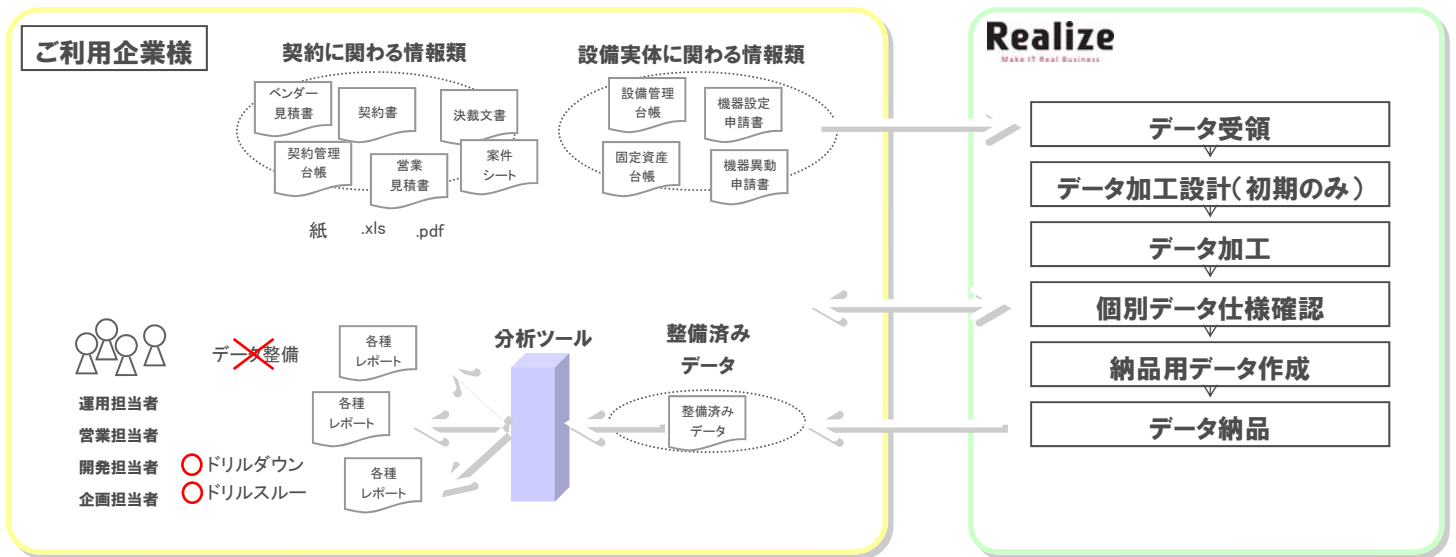 ご利用企業様
契約に関わる情報類
設備実体に関わる情報類
ベンダー
見積書
契約書
決裁文書
契約管理
台帳
営業
見積書
案件
シート
紙
.xls
.pdf
設備管理
台帳
機器設定
申請書
固定資産
台帳
機器異動
申請書
データ整備
各種
レポート
各種
レポート
各種
レポート
分析ツール
整備済み
データ
整備済み
データ
運用担当者
営業担当者
開発担当者
企画担当者
ドリルダウン
ドリルスルー
Realize
Make IT Real Business
データ受領
データ加工設計(初期のみ)
データ加工
個別データ仕様確認
納品用データ作成
データ納品